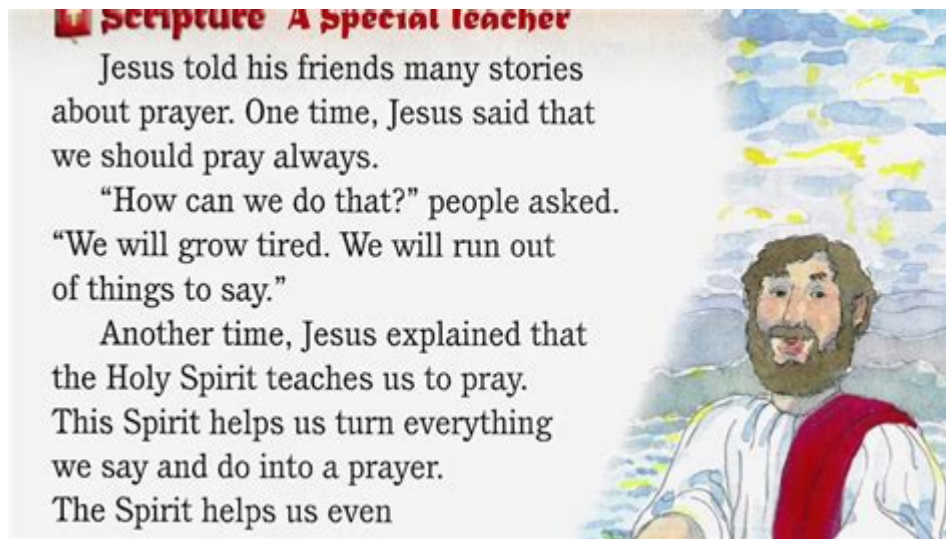 Scripture A Special Teacher
Jesus told his friends many stories
about prayer. One time, Jesus said that
we should pray always.
“How can we do that?” people asked.
“We will grow tired. We will run out
of things to say.”
Another time, Jesus explained that
the Holy Spirit teaches us to pray.
This Spirit helps us turn everything
we say and do into a prayer.
The Spirit helps us even